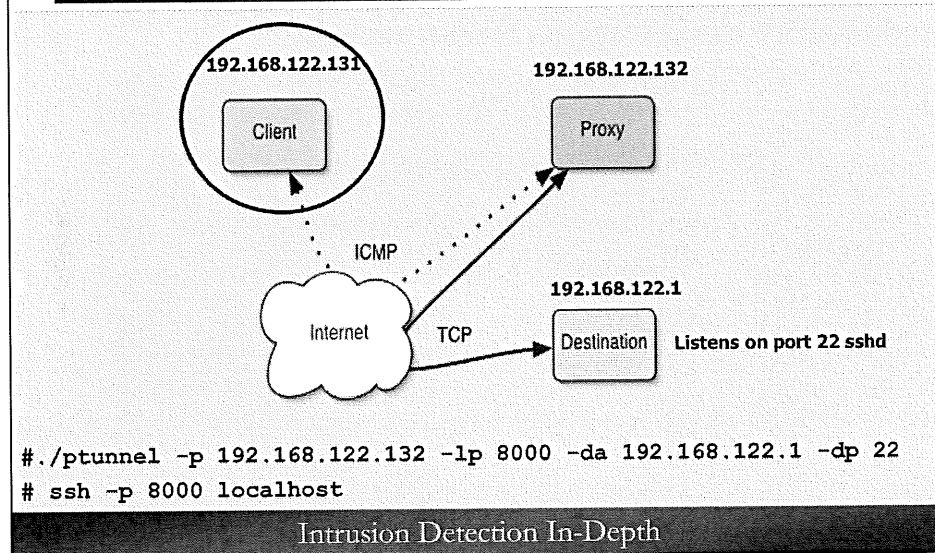 192.168.122.131
192.168.122.132
Client
Proxy
ICMP
192.168.122.1
Internet
TCP
Destination
Listens on port 22 sshd
#./ptunnel -p 192.168.122.132 -lp 8000 -da 192.168.122.1 -dp 22
# ssh -p 8000 localhost
Intrusion Detection In-Depth